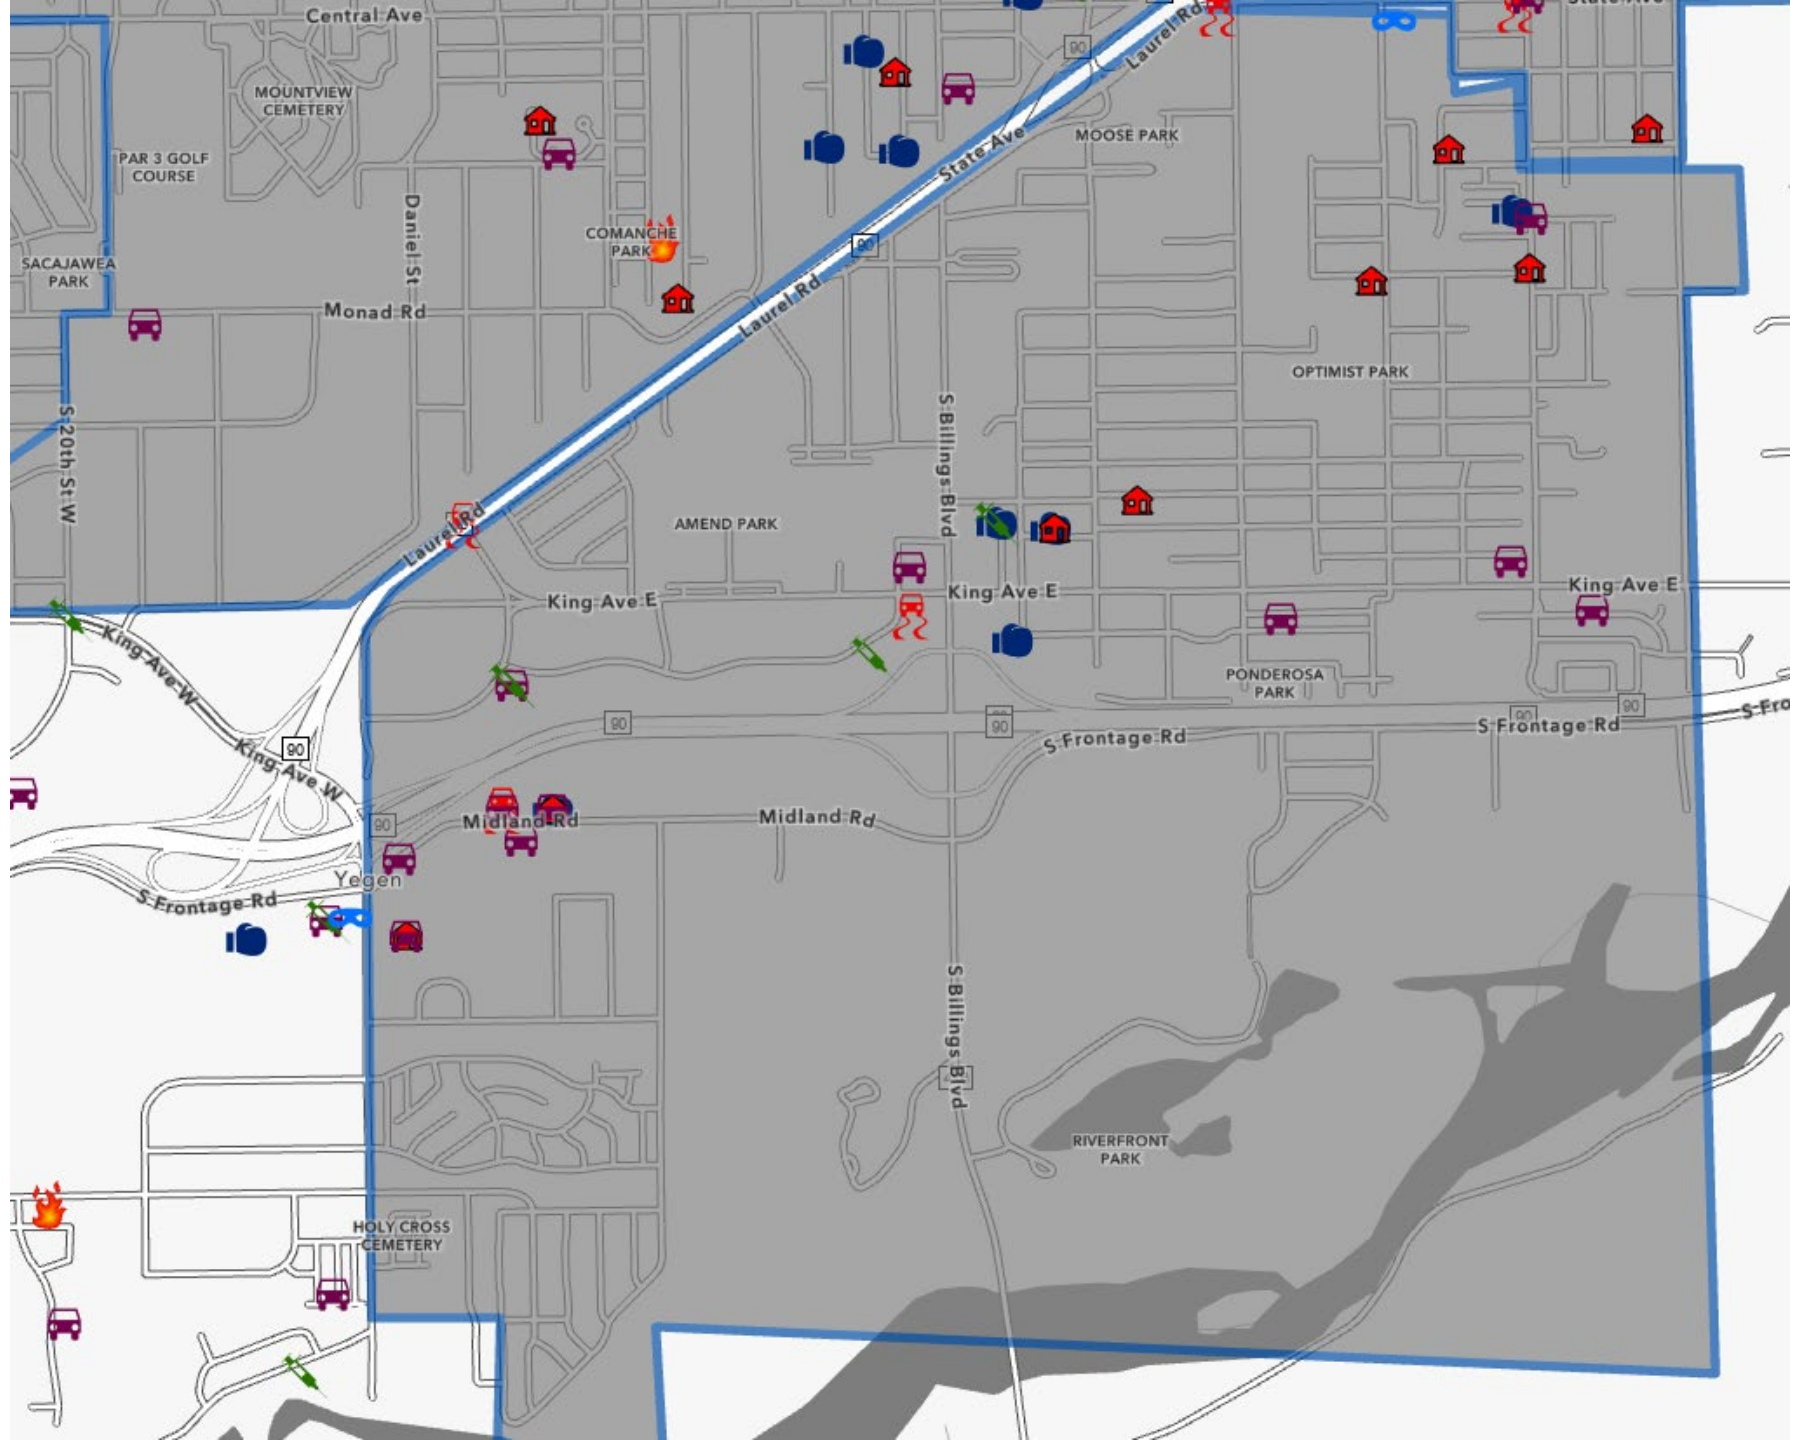 Central Ave
State Ave
Laurel Rd
90
MOUNTVIEW
CEMETERY
MOOSE PARK
State Ave
PAR 3 GOLF
COURSE
Daniel St
COMANCHE
PARK
90
SACAJAWEA
PARK
Monad Rd
Laurel Rd
OPTIMIST PARK
S 20th St W
S Billings Blvd
Laurel Rd
AMEND PARK
King Ave E
King Ave E
King Ave E
King Ave W
PONDEROSA
PARK
90
90
90
90
90
S Frontage Rd
S Frontage Rd
S Fro
King Ave W
90
90
Midland Rd
Midland Rd
Yegen
S Frontage Rd
S Billings Blvd
RIVERFRONT
PARK
HOLY CROSS
CEMETERY